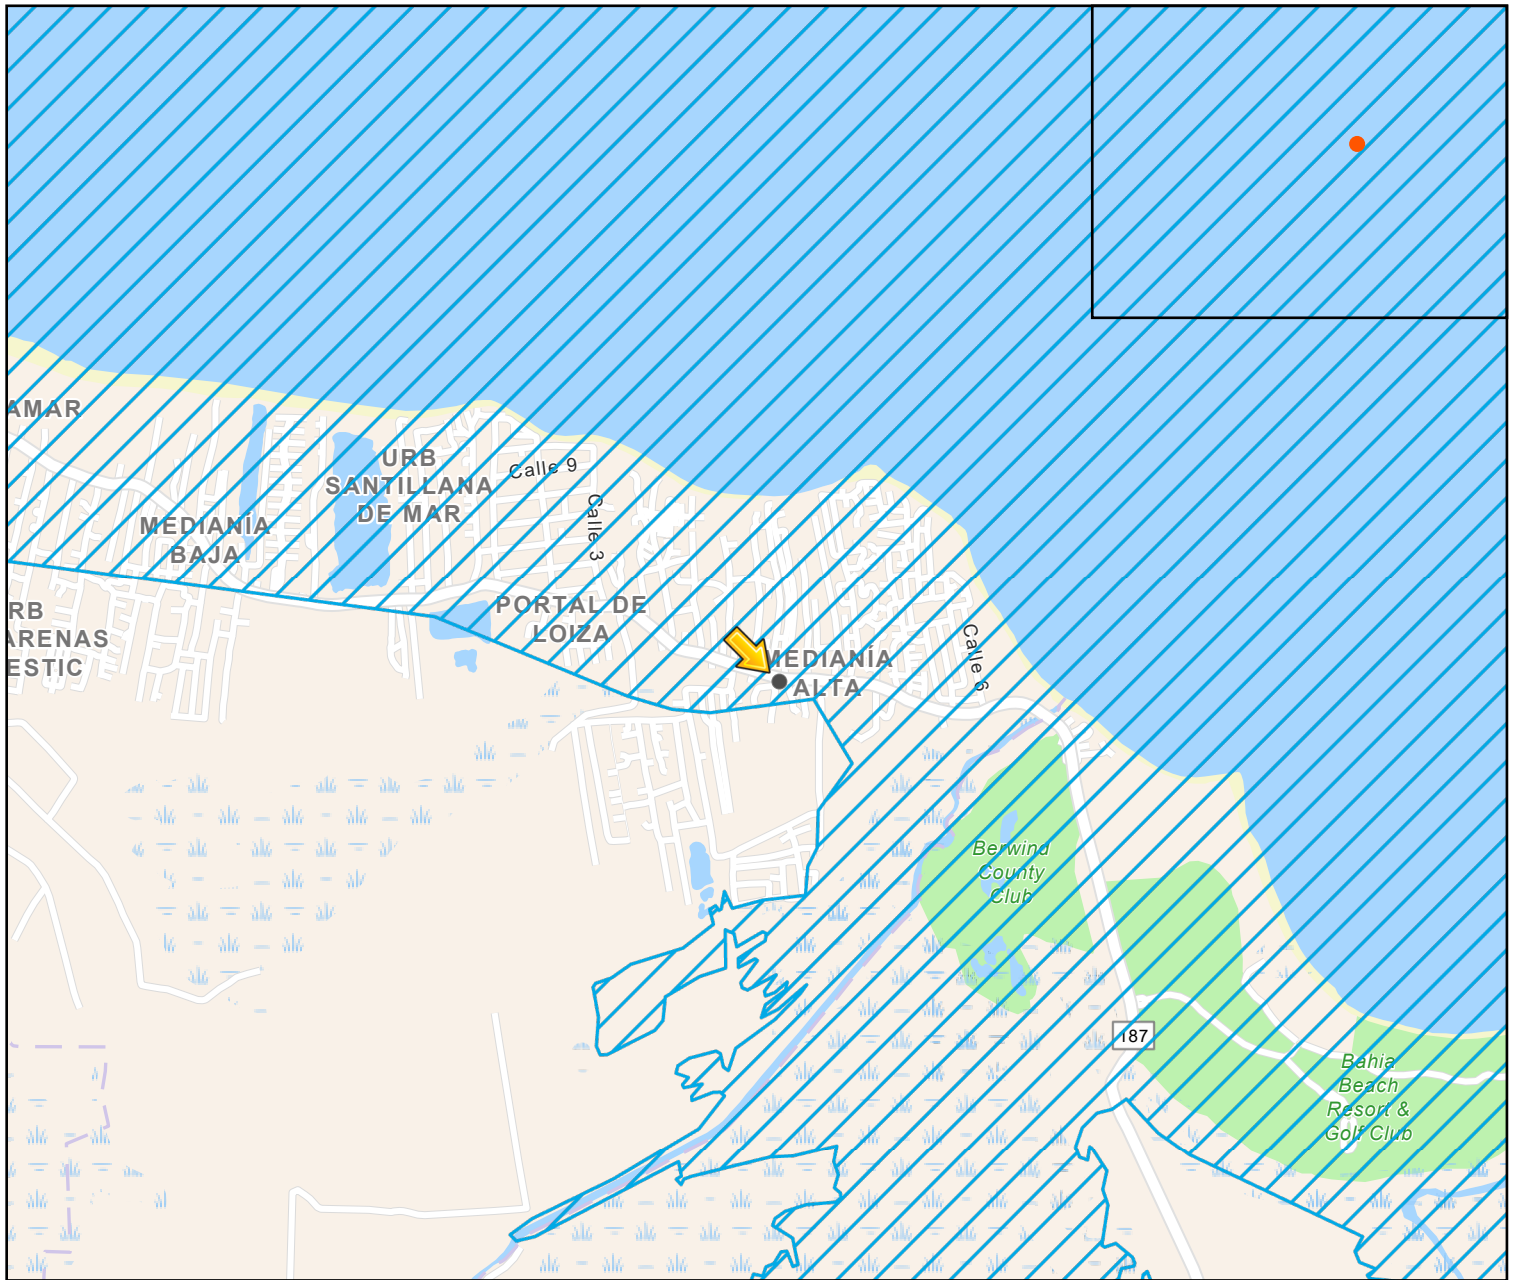 AMAR
URB
SANTILLANA
DE MAR
Calle 9
Calle 3
MEDIANÍA
BAJA
RB
ARENAS
ESTIC
PORTAL DE
LOIZA
MEDIANÍA
ALTA
Calle 6
Berwind
County
Club
187
Bahia
Beach
Resort &
Golf Club